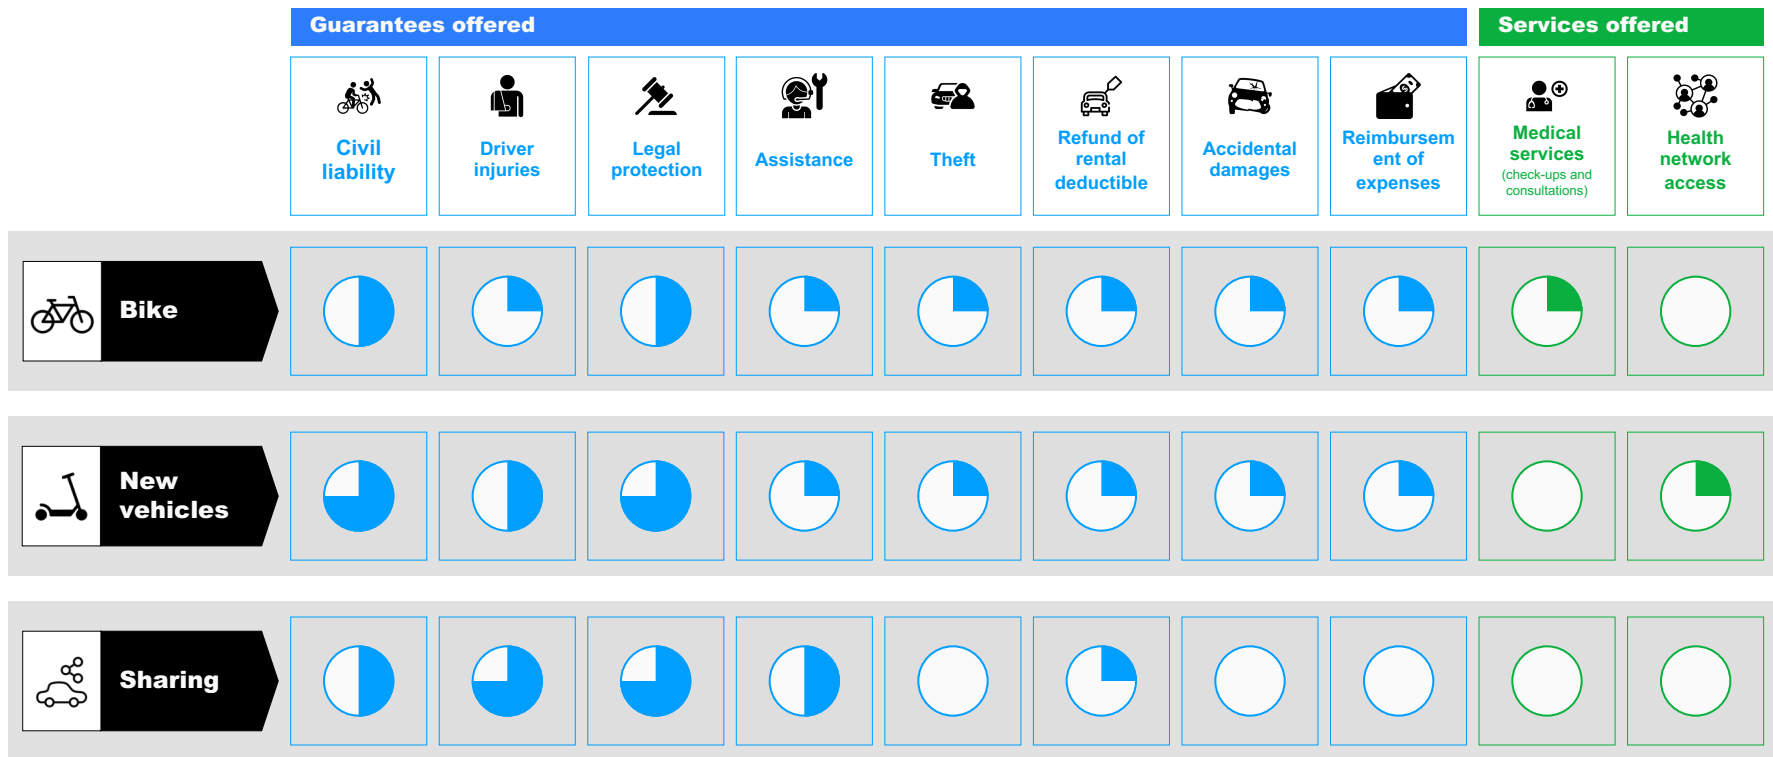 Guarantees offered
Services offered
Civil
liability
Driver
injuries
Legal
protection
Assistance
Theft
Refund of
rental
deductible
Accidental
damages
Reimbursem
ent of
expenses
Medical
services
(check-ups and
consultations)
Health
network
access
Bike
New
vehicles
Sharing